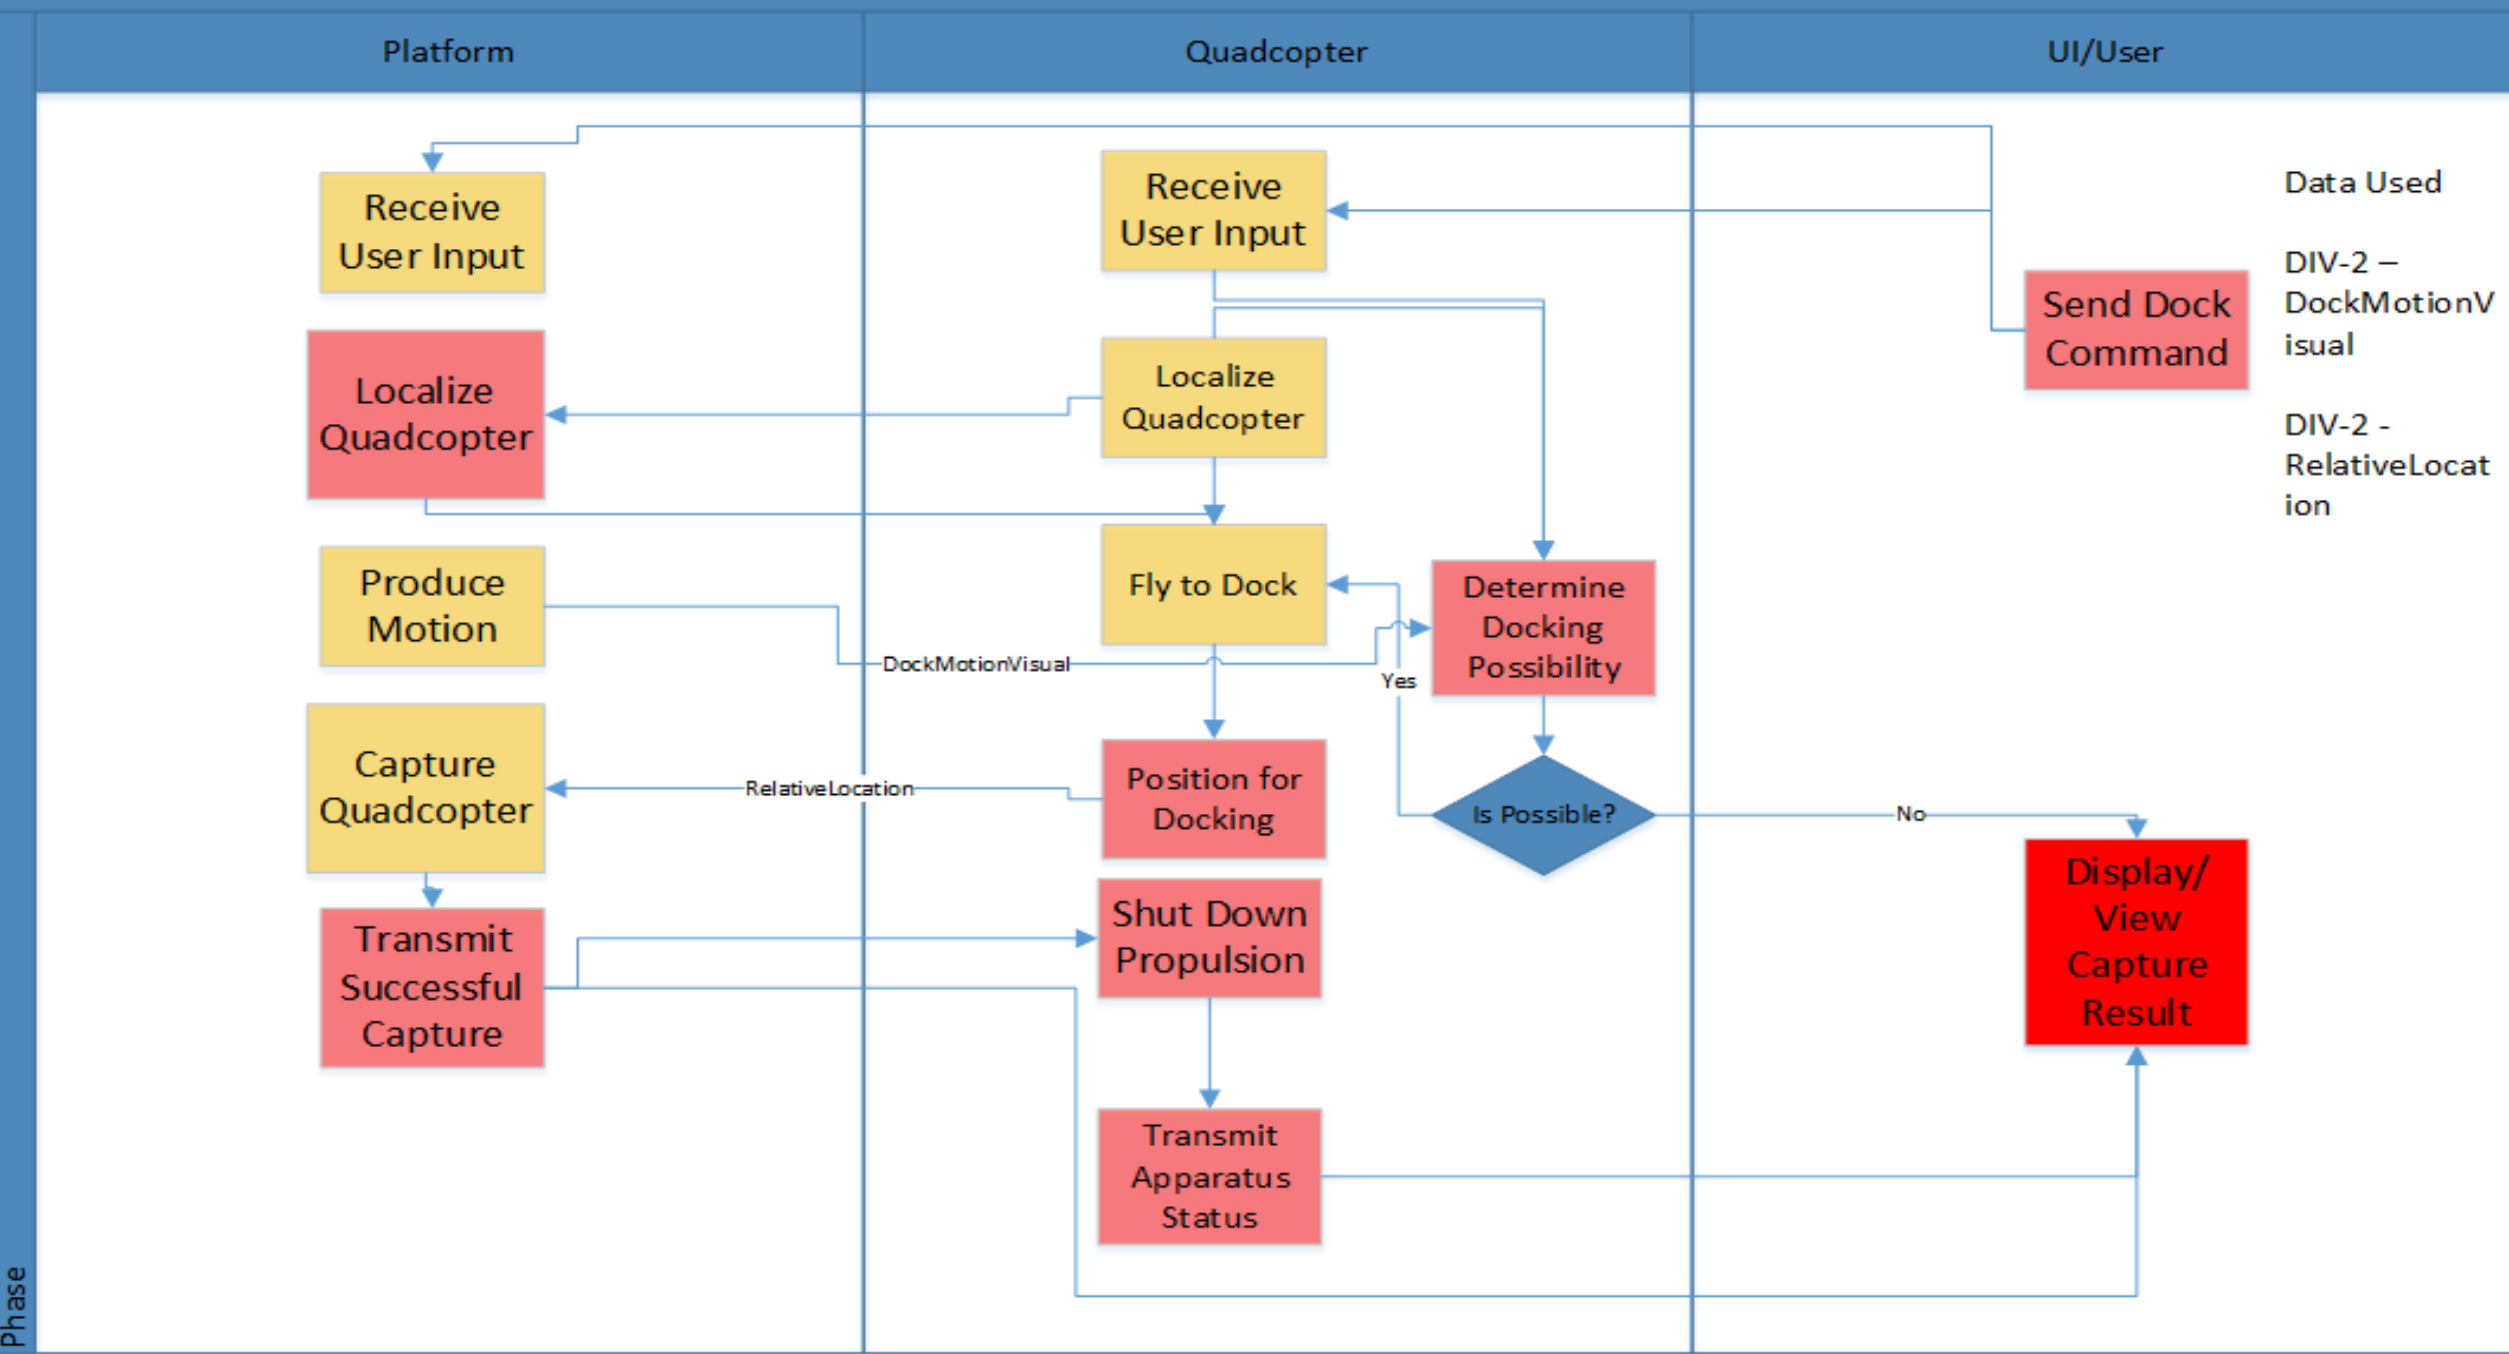 Platform
Quadcopter
UI/User
Receive
User Input
Localize
Quadcopter
Produce
Motion
Capture
Quadcopter
Transmit
Successful
Capture
Receive
User Input
Localize
Quadcopter
Fly to Dock
DockMotionVisual
Determine
Docking
Possibility
Yes
RelativeLocation
Position for
Docking
Is Possible?
No
Shut Down
Propulsion
Transmit
Apparatus
Status
Send Dock
Command
Data Used
DIV-2 –
DockMotionV
isual
DIV-2 -
RelativeLocat
ion
Display/
View
Capture
Result
Phase